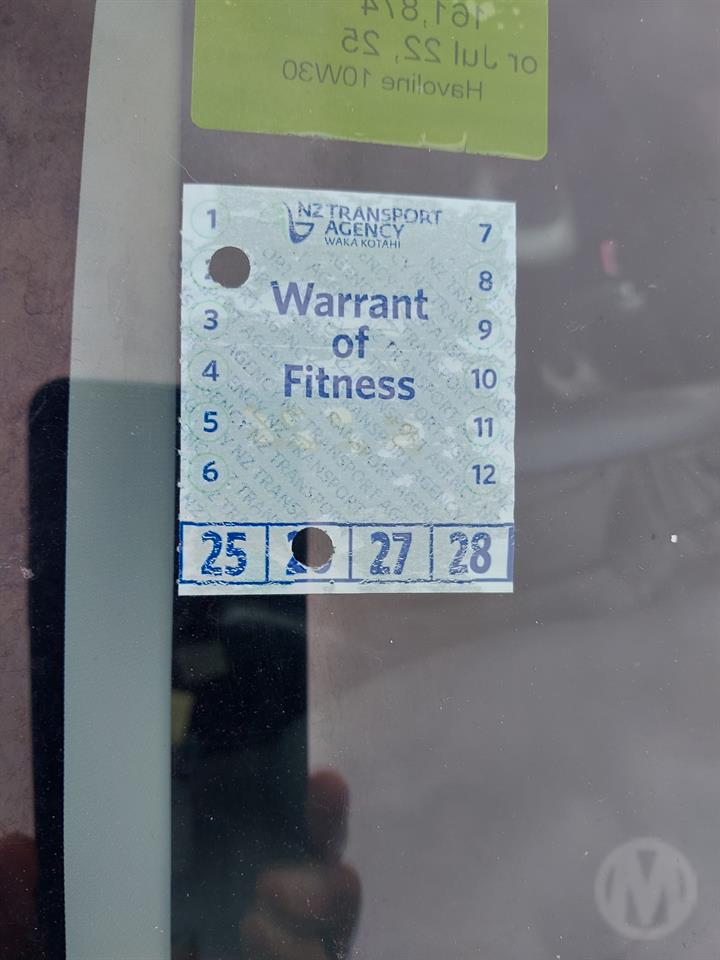 161,874
or Jul 22, 25
Havoline 10W30
NZ TRANSPORT
AGENCY
WAKA KOTAHI
1 7
8
Warrant
of
Fitness
3 9
4 10
5 11
6 12
25 27 28
M